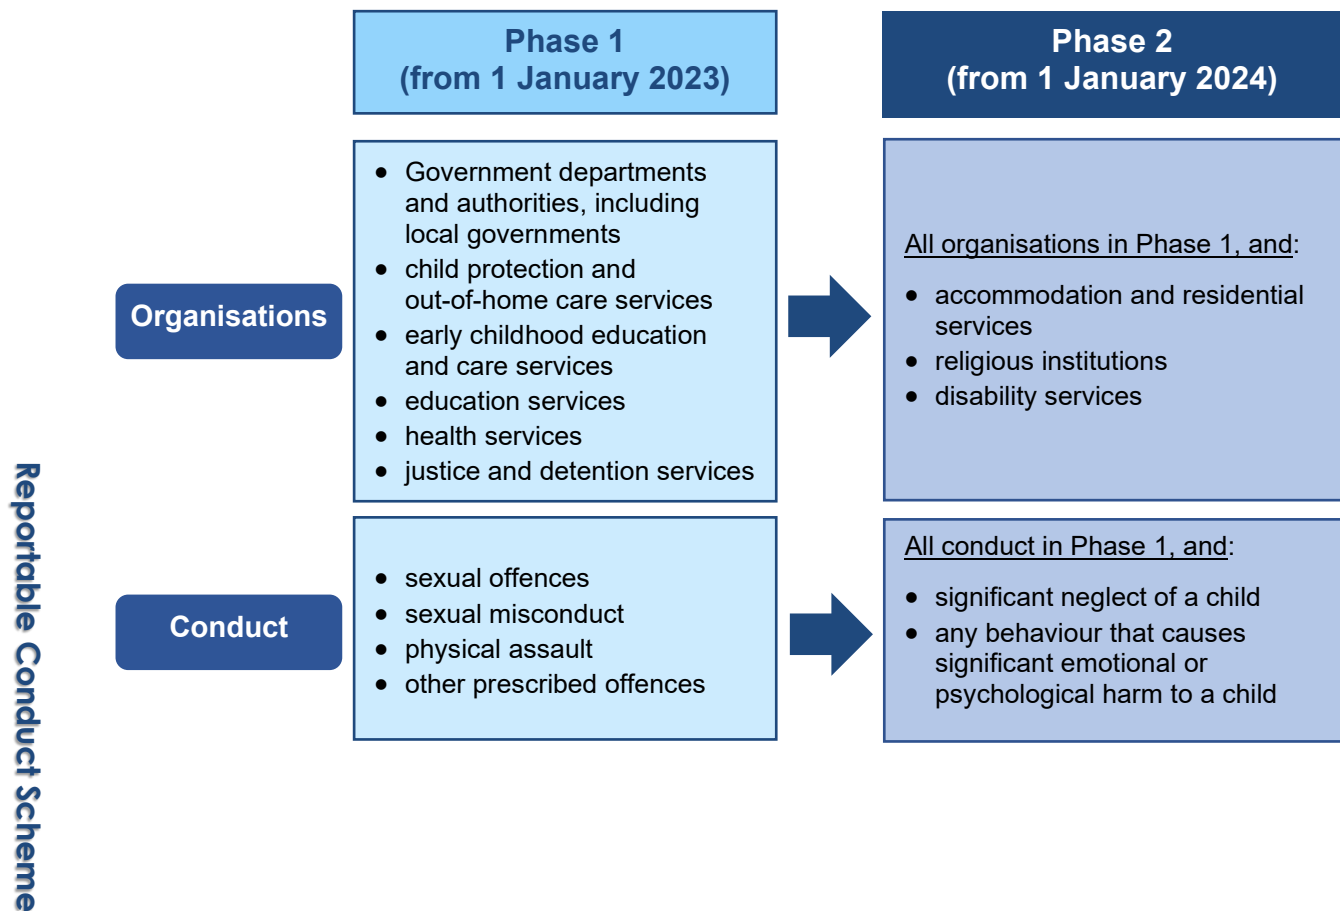 Phase 1
(from 1 January 2023)
Phase 2
(from 1 January 2024)
Organisations
• Government departments
and authorities, including
local governments
• child protection and
out-of-home care services
• early childhood education
and care services
• education services
• health services
• justice and detention services
All organisations in Phase 1, and:
• accommodation and residential
services
• religious institutions
• disability services
Conduct
• sexual offences
• sexual misconduct
• physical assault
• other prescribed offences
All conduct in Phase 1, and:
• significant neglect of a child
• any behaviour that causes
significant emotional or
psychological harm to a child
Reportable Conduct Scheme